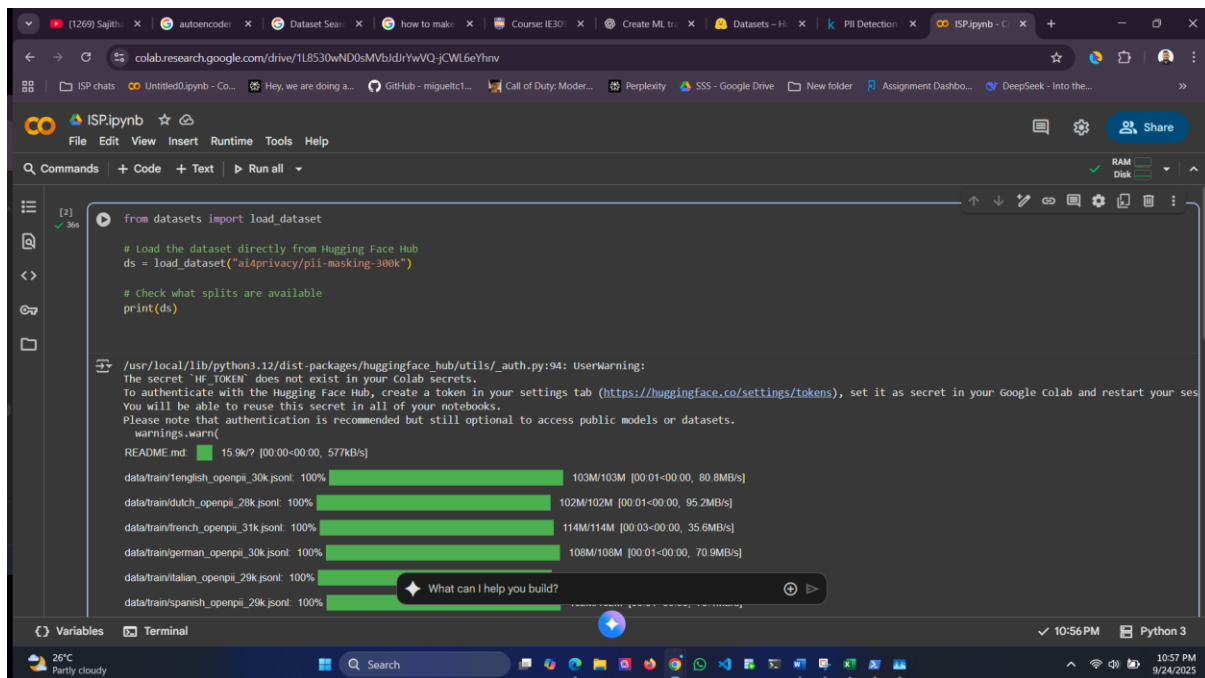 (1269) Sajith
autoencoder
Dataset Sear
how to make
Course: IE30
Create ML tr
Datasets – H
PII Detection
ISP.ipynb - C
colab.research.google.com/drive/1L8530wND0sMVbJdJrYwVQ-jCWL6eYhnv
ISP chats
Untitled0.ipynb - Co...
Hey, we are doing a...
GitHub - migueltc1...
Call of Duty: Moder...
Perplexity
SSS - Google Drive
New folder
Assignment Dashbo...
DeepSeek - Into the...
ISP.ipynb
File Edit View Insert Runtime Tools Help
Share
Commands + Code + Text Run all
RAM
Disk
[2]
36s
from datasets import load_dataset
# Load the dataset directly from Hugging Face Hub
ds = load_dataset("ai4privacy/pii-masking-300k")
# Check what splits are available
print(ds)
/usr/local/lib/python3.12/dist-packages/huggingface_hub/utils/_auth.py:94: UserWarning:
The secret `HF_TOKEN` does not exist in your Colab secrets.
To authenticate with the Hugging Face Hub, create a token in your settings tab (https://huggingface.co/settings/tokens), set it as secret in your Google Colab and restart your ses
You will be able to reuse this secret in all of your notebooks.
Please note that authentication is recommended but still optional to access public models or datasets.
warnings.warn(
README.md: 15.9k/? [00:00<00:00, 577kB/s]
data/train/1english_openpii_30k.jsonl: 100% 103M/103M [00:01<00:00, 80.8MB/s]
data/train/dutch_openpii_28k.jsonl: 100% 102M/102M [00:01<00:00, 95.2MB/s]
data/train/french_openpii_31k.jsonl: 100% 114M/114M [00:03<00:00, 35.6MB/s]
data/train/german_openpii_30k.jsonl: 100% 108M/108M [00:01<00:00, 70.9MB/s]
data/train/italian_openpii_29k.jsonl: 100%
What can I help you build?
data/train/spanish_openpii_29k.jsonl: 100%
Variables
Terminal
10:56 PM
Python 3
26°C
Partly cloudy
Search
10:57 PM
9/24/2025